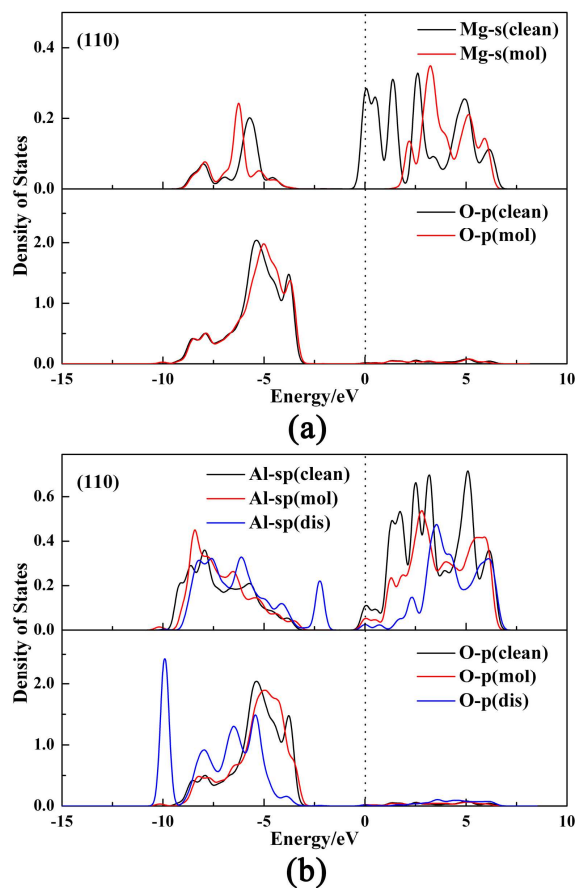 (110)
Mg-s(clean)
Mg-s(mol)
0.4
0.2
0.0
O-p(clean)
O-p(mol)
2.0
1.0
0.0
Density of States
-15 -10 -5 0 5 10
Energy/eV
(a)
(110)
Al-sp(clean)
Al-sp(mol)
Al-sp(dis)
0.6
0.4
0.2
0.0
O-p(clean)
O-p(mol)
O-p(dis)
2.0
1.0
0.0
Density of States
-15 -10 -5 0 5 10
Energy/eV
(b)